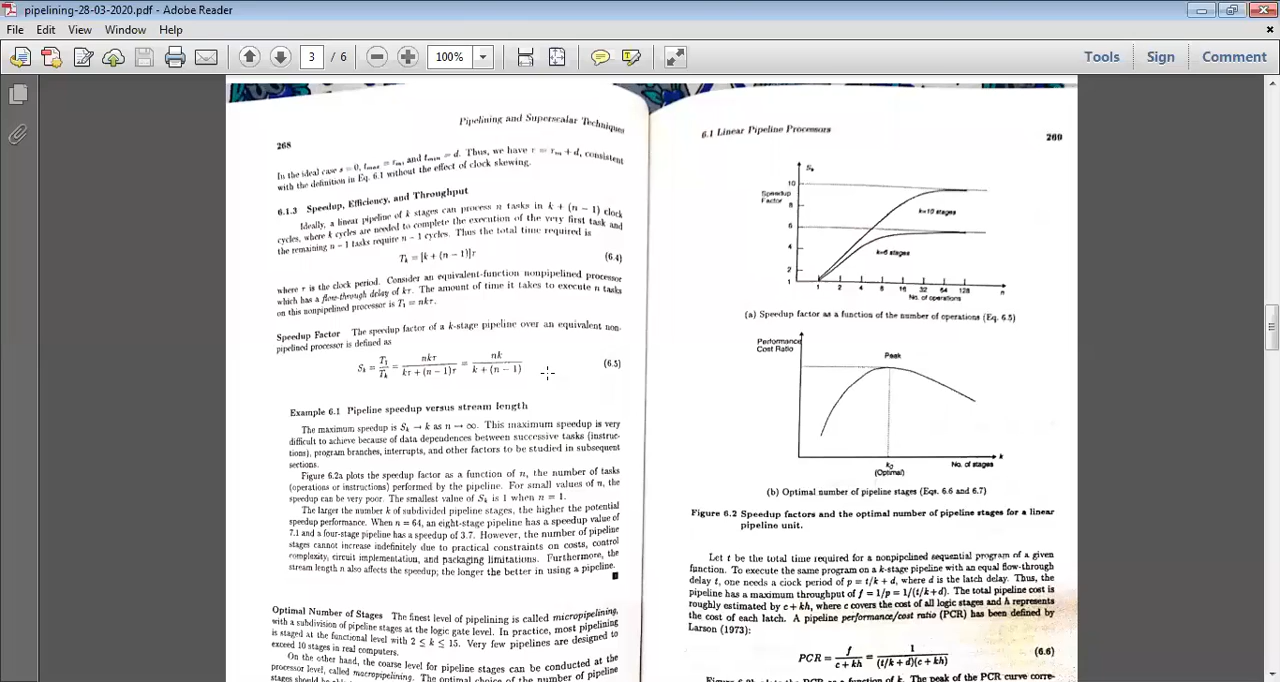 pipelining-28-03-2020.pdf - Adobe Reader
File Edit View Window Help
3 / 6 100% Tools Sign Comment
268
Pipelining and Superscalar Techniques
In the ideal case s = 0, tmax = τm, and tmin = d. Thus, we have τ = τm + d, consistent
with the definition in Eq. 6.1 without the effect of clock skewing.
6.1.3 Speedup, Efficiency, and Throughput
Ideally, a linear pipeline of k stages can process n tasks in k + (n − 1) clock
cycles, where k cycles are needed to complete the execution of the very first task and
the remaining n − 1 tasks require n − 1 cycles. Thus the total time required is
Tk = [k + (n − 1)]τ (6.4)
where τ is the clock period. Consider an equivalent-function nonpipelined processor
which has a flow-through delay of kτ. The amount of time it takes to execute n tasks
on this nonpipelined processor is T1 = nkτ.
Speedup Factor The speedup factor of a k-stage pipeline over an equivalent non-
pipelined processor is defined as
Sk = T1/Tk = nkτ/(kτ + (n − 1)τ) = nk/(k + (n − 1)) (6.5)
Example 6.1 Pipeline speedup versus stream length
The maximum speedup is Sk → k as n → ∞. This maximum speedup is very
difficult to achieve because of data dependences between successive tasks (instruc-
tions), program branches, interrupts, and other factors to be studied in subsequent
sections.
Figure 6.2a plots the speedup factor as a function of n, the number of tasks
(operations or instructions) performed by the pipeline. For small values of n, the
speedup can be very poor. The smallest value of Sk is 1 when n = 1.
The larger the number k of subdivided pipeline stages, the higher the potential
speedup performance. When n = 64, an eight-stage pipeline has a speedup value of
7.1 and a four-stage pipeline has a speedup of 3.7. However, the number of pipeline
stages cannot increase indefinitely due to practical constraints on costs, control
complexity, circuit implementation, and packaging limitations. Furthermore, the
stream length n also affects the speedup; the longer the better in using a pipeline.
Optimal Number of Stages The finest level of pipelining is called micropipelining,
with a subdivision of pipeline stages at the logic gate level. In practice, most pipelining
is staged at the functional level with 2 ≤ k ≤ 15. Very few pipelines are designed to
exceed 10 stages in real computers.
On the other hand, the coarse level for pipeline stages can be conducted at the
processor level, called macropipelining. The optimal choice of the number of pipeline
6.1 Linear Pipeline Processors
269
Sk
Speedup
Factor
10
8
6
4
2
1
k=10 stages
k=6 stages
1 2 4 8 16 32 64 128 n
No. of operations
(a) Speedup factor as a function of the number of operations (Eq. 6.5)
Performance
Cost Ratio
Peak
k0
(Optimal)
No. of stages
k
(b) Optimal number of pipeline stages (Eqs. 6.6 and 6.7)
Figure 6.2 Speedup factors and the optimal number of pipeline stages for a linear
pipeline unit.
Let t be the total time required for a nonpipelined sequential program of a given
function. To execute the same program on a k-stage pipeline with an equal flow-through
delay t, one needs a clock period of p = t/k + d, where d is the latch delay. Thus, the
pipeline has a maximum throughput of f = 1/p = 1/(t/k+d). The total pipeline cost is
roughly estimated by c + kh, where c covers the cost of all logic stages and h represents
the cost of each latch. A pipeline performance/cost ratio (PCR) has been defined by
Larson (1973):
PCR = f/(c + kh) = 1/((t/k + d)(c + kh)) (6.6)